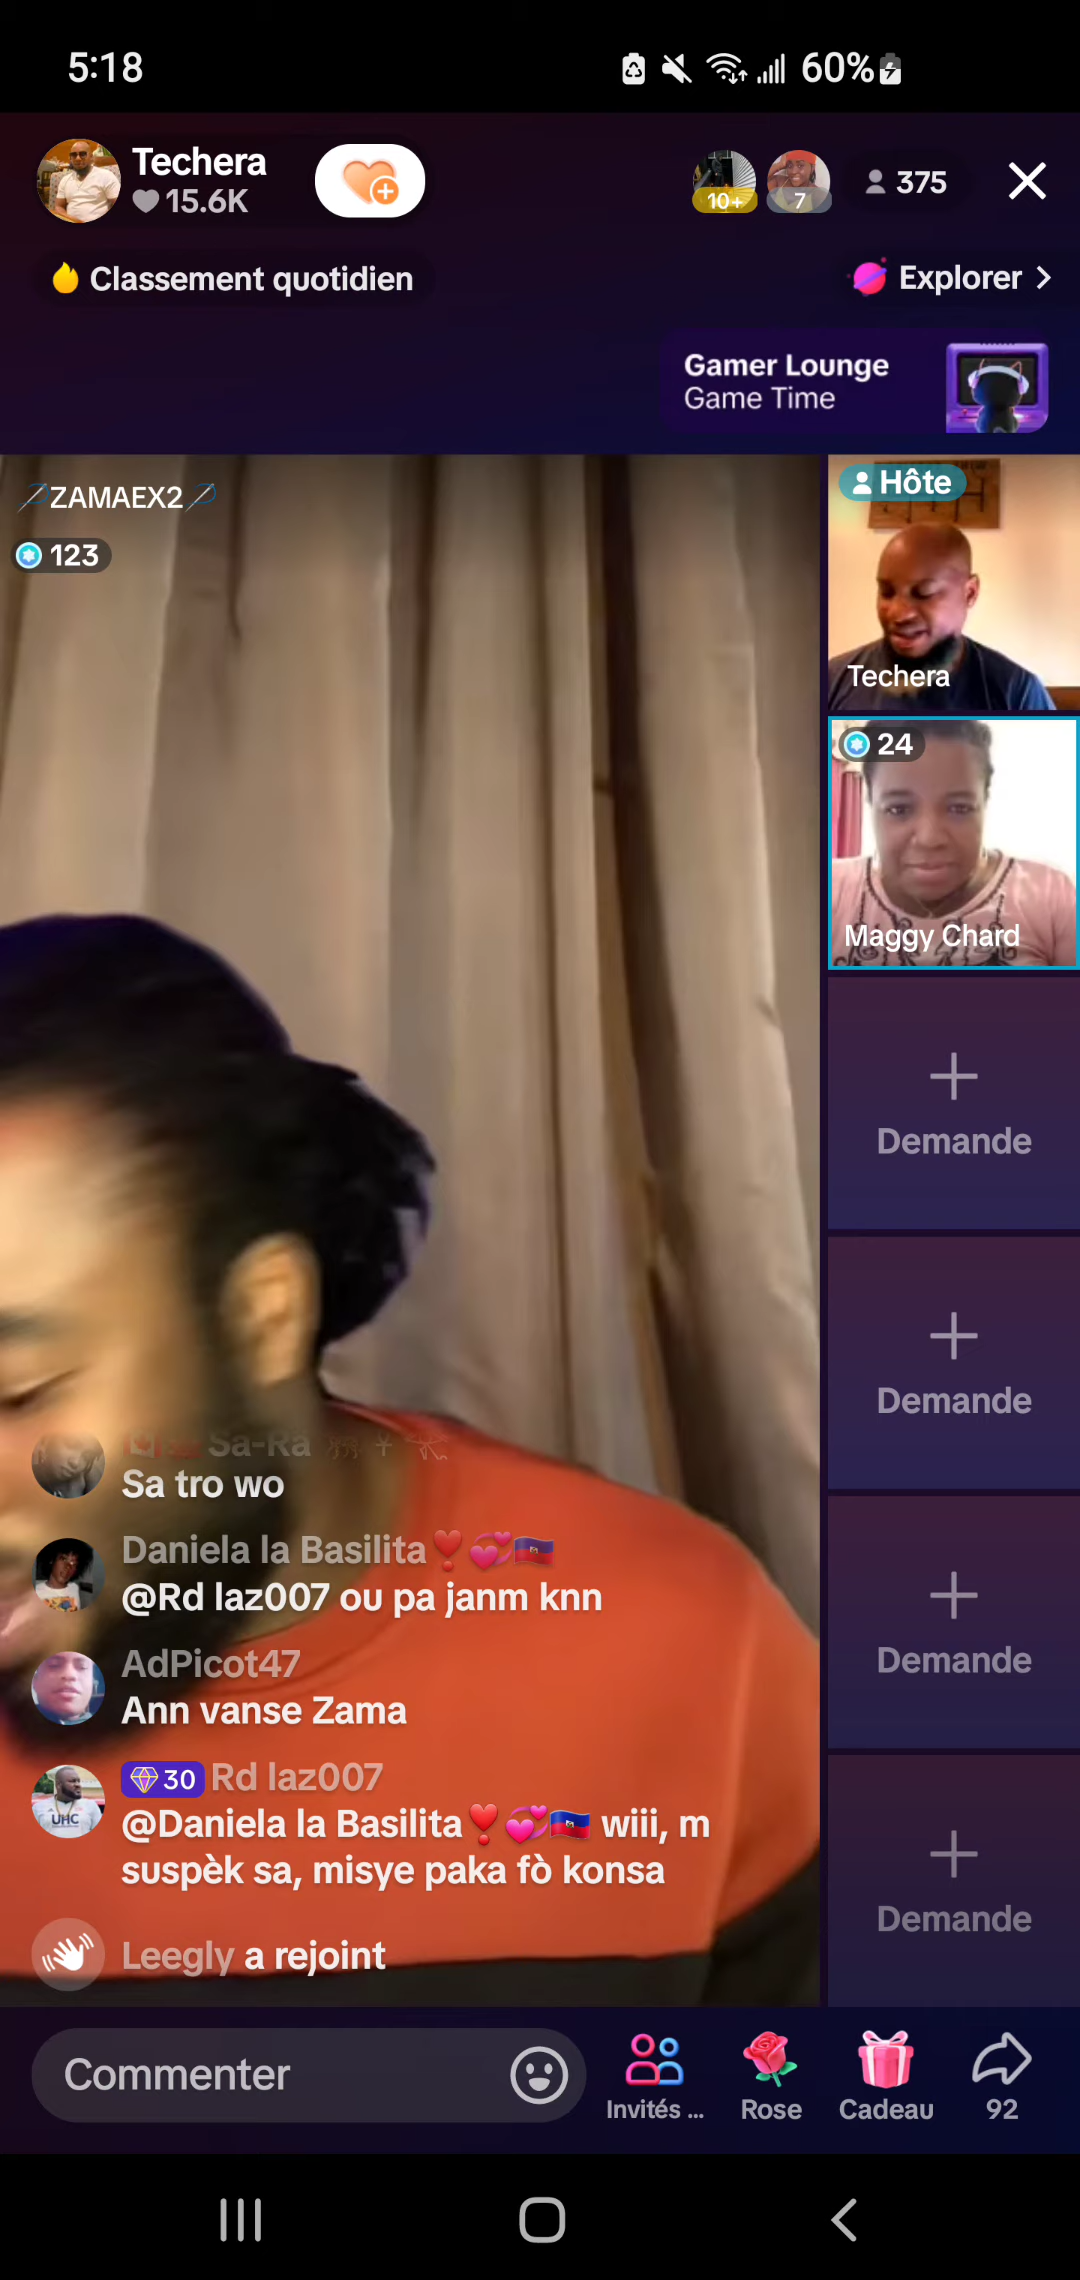 5:18
60%
Techera
15.6K
10+
7
375
Classement quotidien
Explorer
Gamer Lounge
Game Time
ZAMAEX2
123
Hôte
Techera
24
Maggy Chard
Demande
Demande
Demande
Demande
Sa-Ra
Sa tro wo
Daniela la Basilita
@Rd laz007 ou pa janm knn
AdPicot47
Ann vanse Zama
30 Rd laz007
UHC
@Daniela la Basilita❣️💞🇭🇹 wiii, m
suspèk sa, misye paka fò konsa
Leegly a rejoint
Commenter
Invités ...
Rose
Cadeau
92